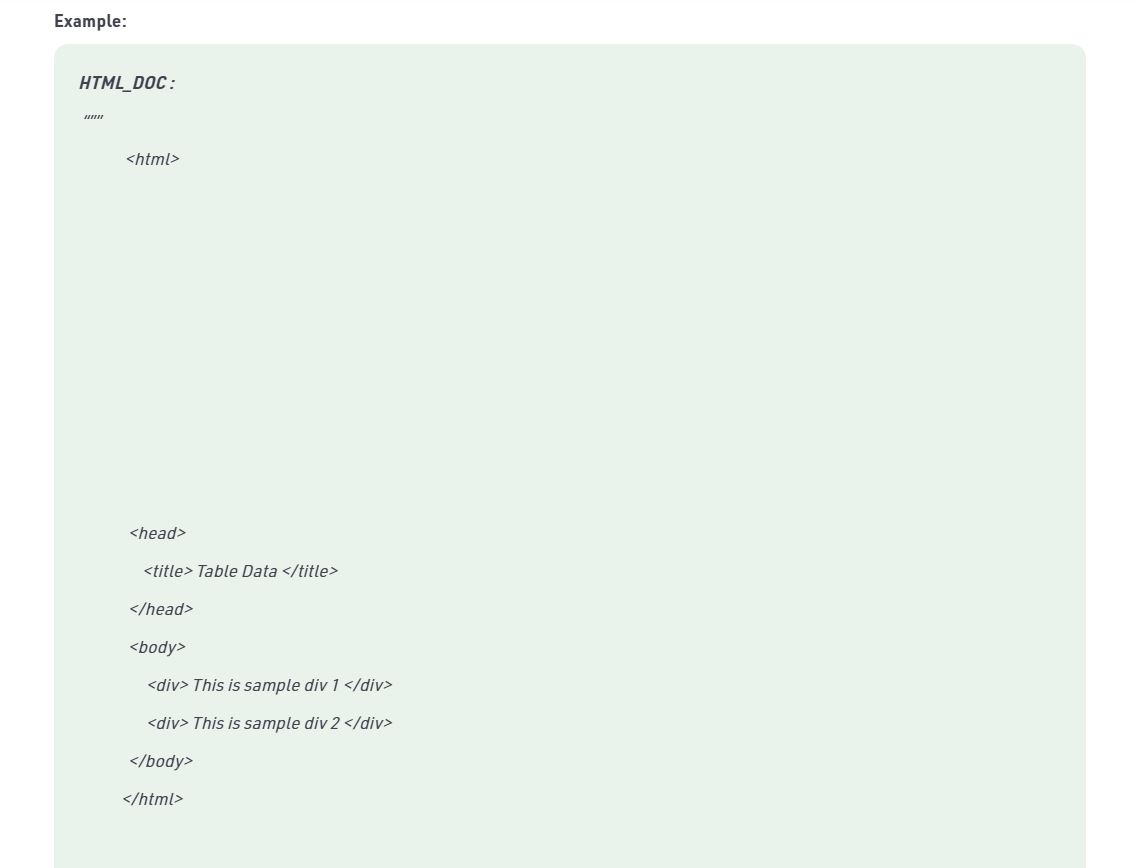 Example:
HTML_DOC :
“””
<html>
<head>
<title> Table Data </title>
</head>
<body>
<div> This is sample div 1 </div>
<div> This is sample div 2 </div>
</body>
</html>